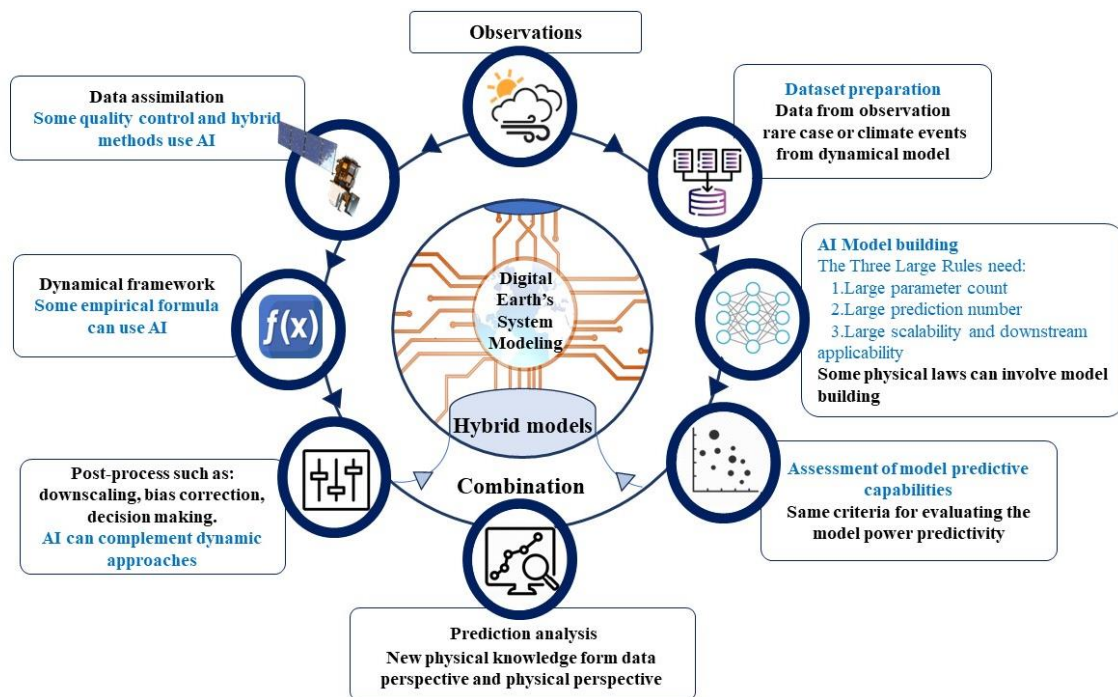 Observations
Data assimilation
Some quality control and hybrid
methods use AI
Dataset preparation
Data from observation
rare case or climate events
from dynamical model
Dynamical framework
Some empirical formula
can use AI
f(x)
Digital
Earth's
System
Modeling
AI Model building
The Three Large Rules need:
1.Large parameter count
2.Large prediction number
3.Large scalability and downstream
applicability
Some physical laws can involve model
building
Hybrid models
Combination
Post-process such as:
downscaling, bias correction,
decision making.
AI can complement dynamic
approaches
Assessment of model predictive
capabilities
Same criteria for evaluating the
model power predictivity
Prediction analysis
New physical knowledge form data
perspective and physical perspective